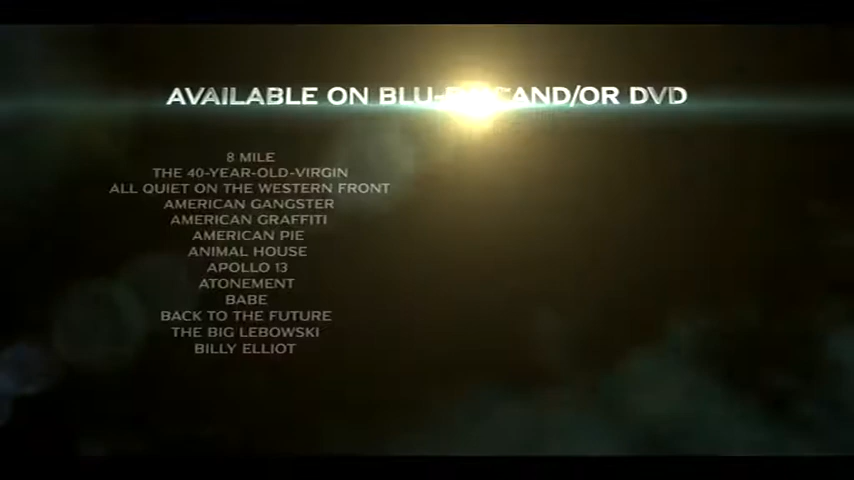 AVAILABLE ON BLU- AND/OR DVD
8 MILE
THE 40-YEAR-OLD-VIRGIN
ALL QUIET ON THE WESTERN FRONT
AMERICAN GANGSTER
AMERICAN GRAFFITI
AMERICAN PIE
ANIMAL HOUSE
APOLLO 13
ATONEMENT
BABE
BACK TO THE FUTURE
THE BIG LEBOWSKI
BILLY ELLIOT